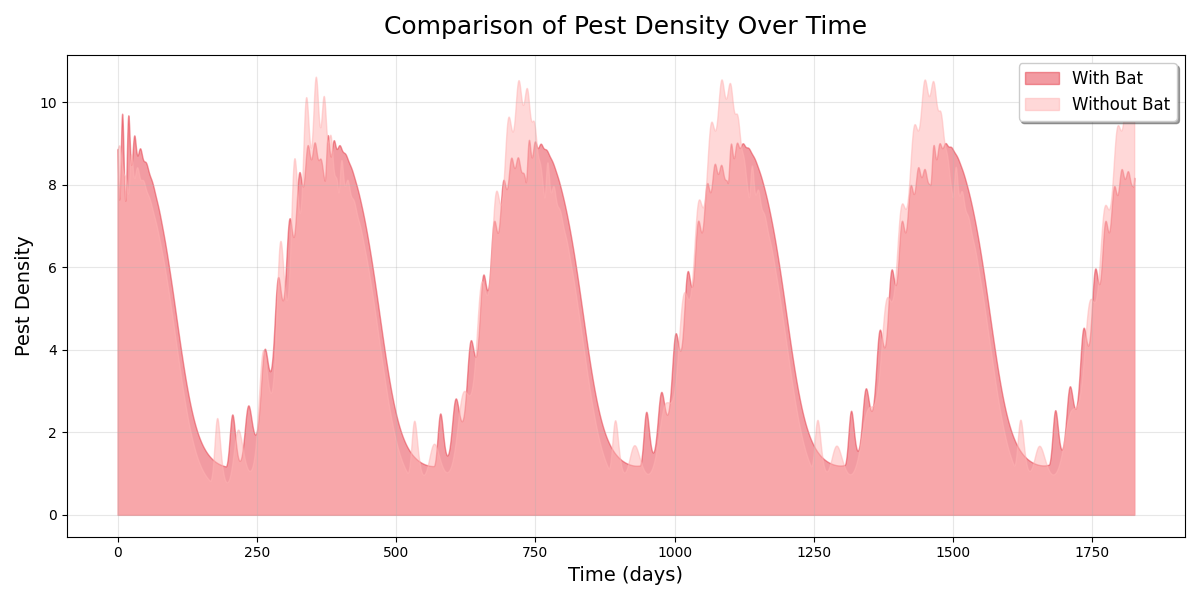 Comparison of Pest Density Over Time
With Bat
Without Bat
Pest Density
10
8
6
4
2
0
0 250 500 750 1000 1250 1500 1750
Time (days)